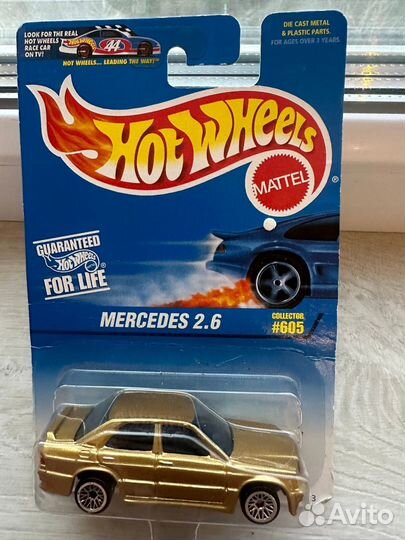 LOOK FOR THE REAL
HOT WHEELS
RACE CAR
ON TV!
44
HOT WHEELS... LEADING THE WAY!
DIE CAST METAL
& PLASTIC PARTS.
FOR AGES OVER 3 YEARS.
HOT WHEELS
MATTEL
GUARANTEED
HOT WHEELS
FOR LIFE
MERCEDES 2.6
COLLECTOR
#605
3
Avito